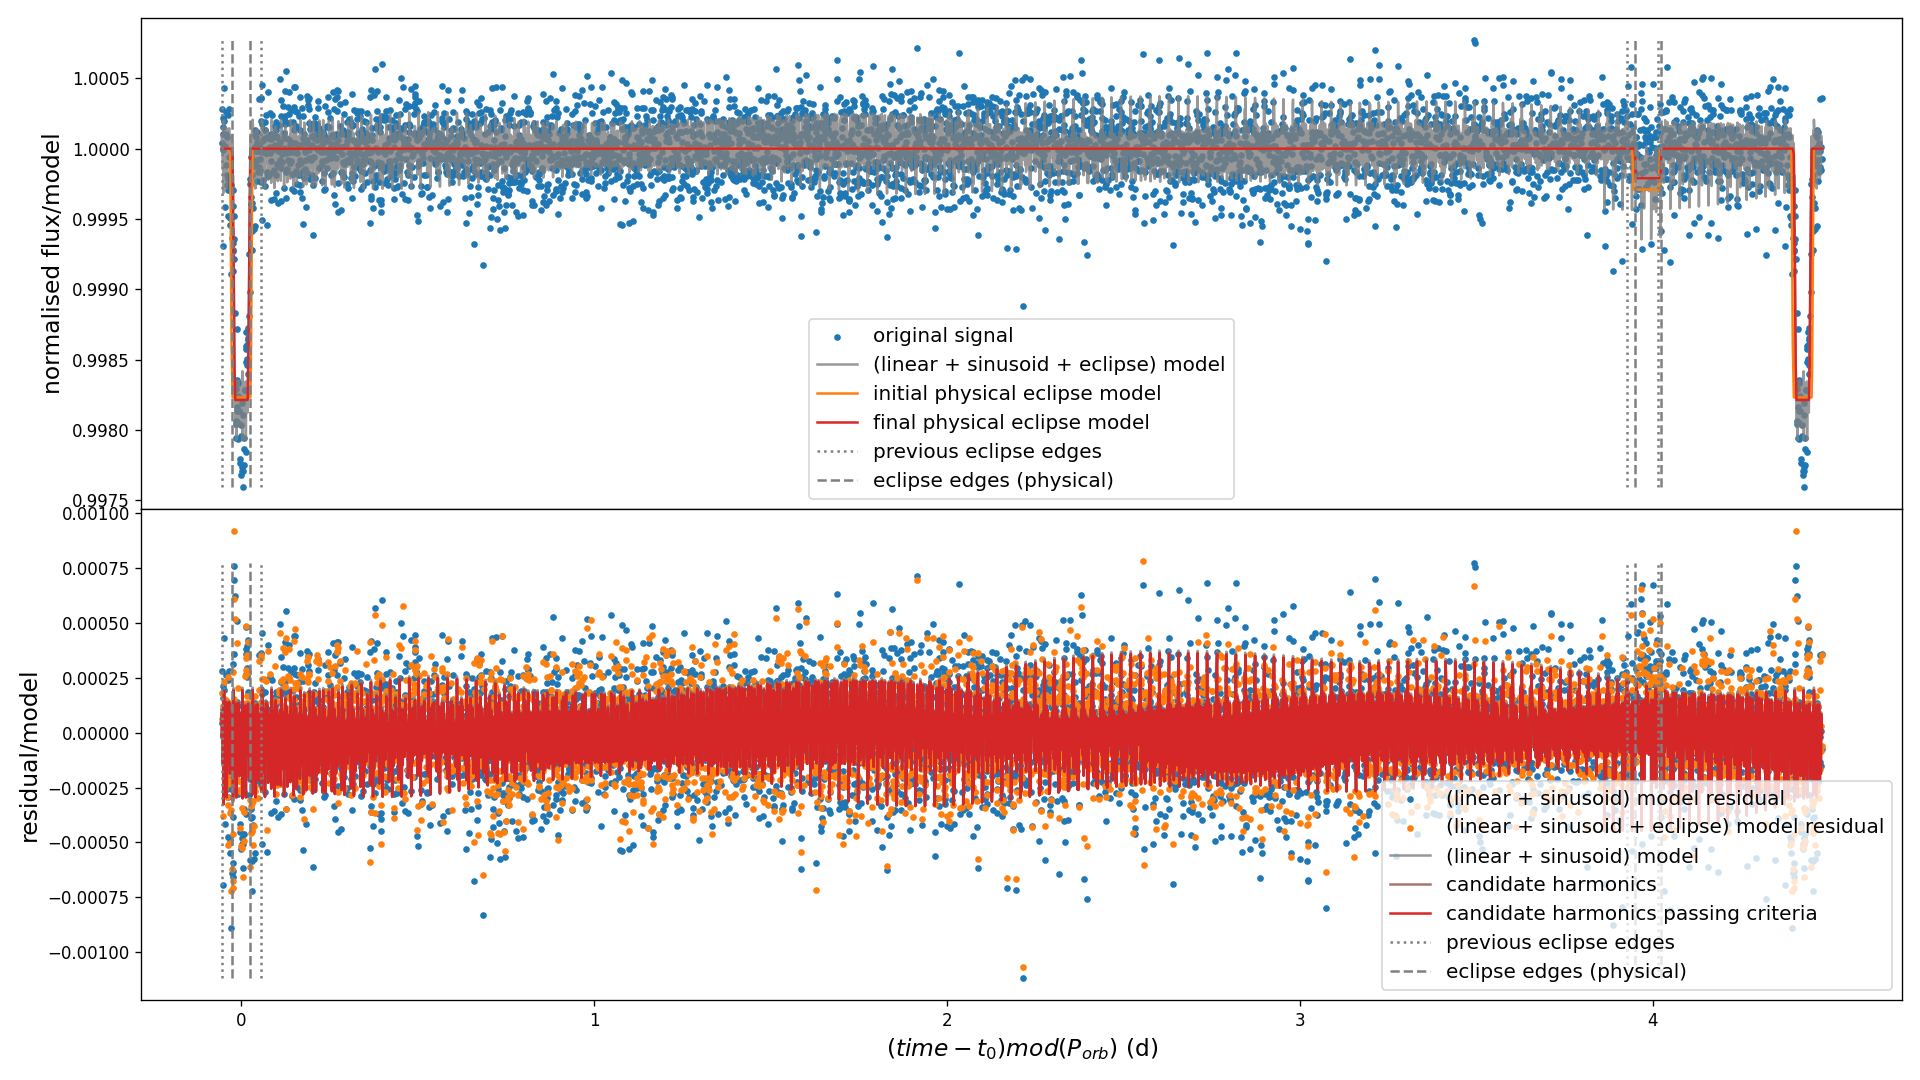 normalised flux/model
1.0005
1.0000
0.9995
0.9990
0.9985
0.9980
0.9975
original signal
(linear + sinusoid + eclipse) model
initial physical eclipse model
final physical eclipse model
previous eclipse edges
eclipse edges (physical)
residual/model
0.00100
0.00075
0.00050
0.00025
0.00000
−0.00025
−0.00050
−0.00075
−0.00100
(linear + sinusoid) model residual
(linear + sinusoid + eclipse) model residual
(linear + sinusoid) model
candidate harmonics
candidate harmonics passing criteria
previous eclipse edges
eclipse edges (physical)
0 1 2 3 4
(time − t₀)mod(P_orb) (d)